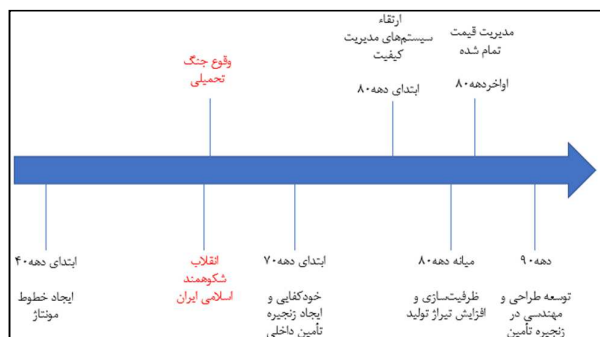 ارتقاء
سیستم‌های مدیریت
کیفیت
ابتدای دهه ۸۰
مدیریت قیمت
تمام شده
اواخردهه ۸۰
وقوع جنگ
تحمیلی
ابتدای دهه ۴۰
ایجاد خطوط
مونتاژ
انقلاب
شکوهمند
اسلامی ایران
ابتدای دهه ۷۰
خودکفایی و
ایجاد زنجیره
تأمین داخلی
میانه دهه ۸۰
ظرفیت‌سازی و
افزایش تیراژ تولید
دهه ۹۰
توسعه طراحی و
مهندسی در
زنجیره تأمین